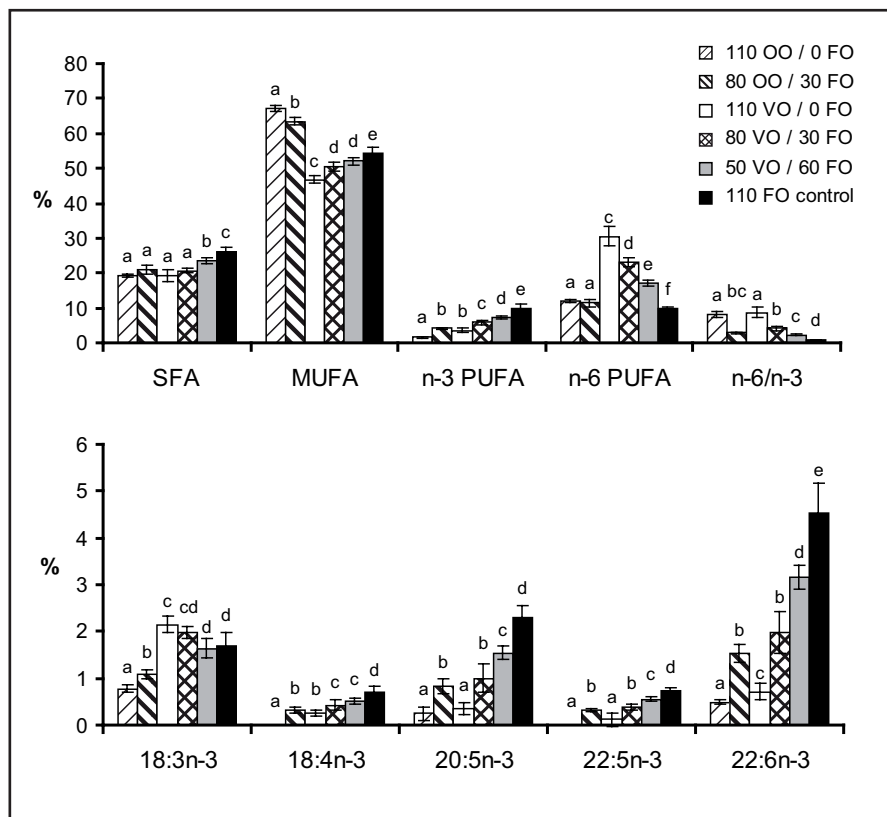 110 OO / 0 FO
80 OO / 30 FO
110 VO / 0 FO
80 VO / 30 FO
50 VO / 60 FO
110 FO control
80
70
60
50
40
30
20
10
0
%
a a a a b c
a b c d d e
a b b c d e
a a c d e f
a bc a b c d
SFA MUFA n-3 PUFA n-6 PUFA n-6/n-3
6
5
4
3
2
1
0
%
a b c cd d d
a b b b c d
a b a b c d
a b a b c d
a b c b d e
18:3n-3 18:4n-3 20:5n-3 22:5n-3 22:6n-3